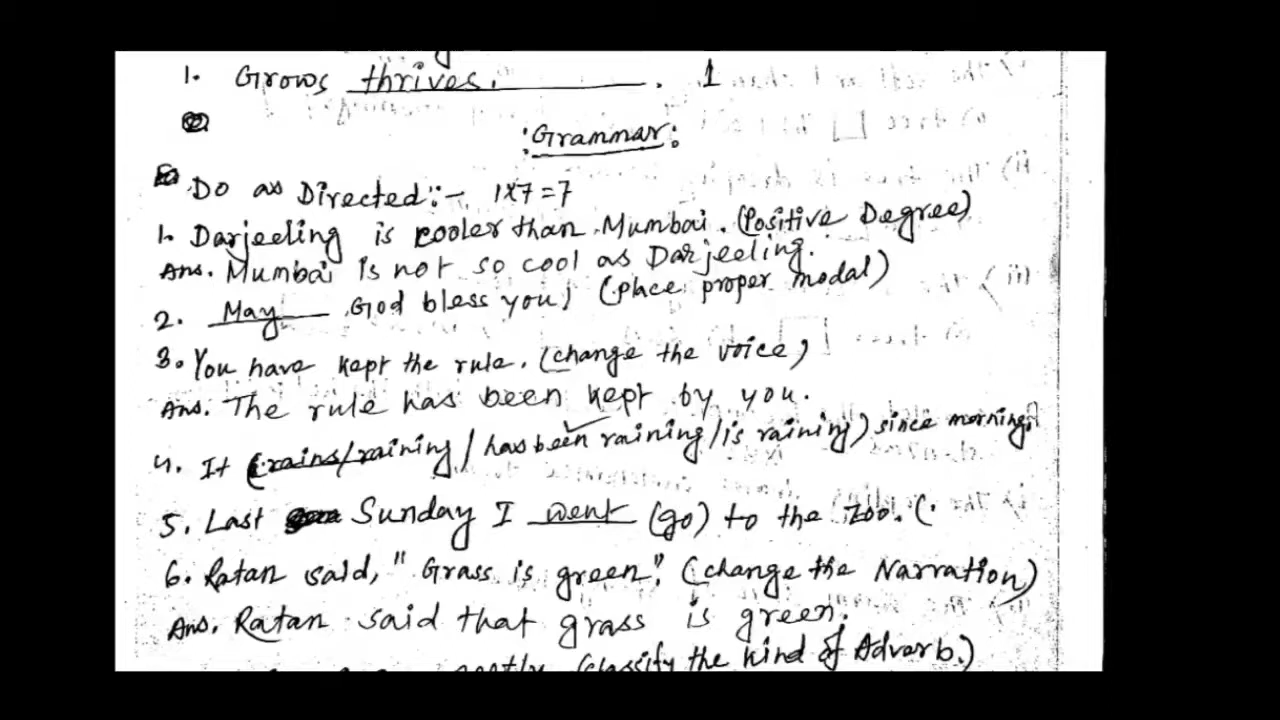 1. Grows thrives. . 1
:Grammar:
Do as Directed:- 1x7=7
1. Darjeeling is cooler than Mumbai. (Positive Degree)
Ans. Mumbai is not so cool as Darjeeling.
2. May God bless you! (place proper modal)
3. You have kept the rule. (change the voice)
Ans. The rule has been kept by you.
4. It (rains/raining/has been raining/is raining) since morning.
5. Last Sunday I went (go) to the zoo. (
6. Ratan said, "Grass is green". (change the Narration)
Ans. Ratan said that grass is green.
(classify the kind of Adverb.)